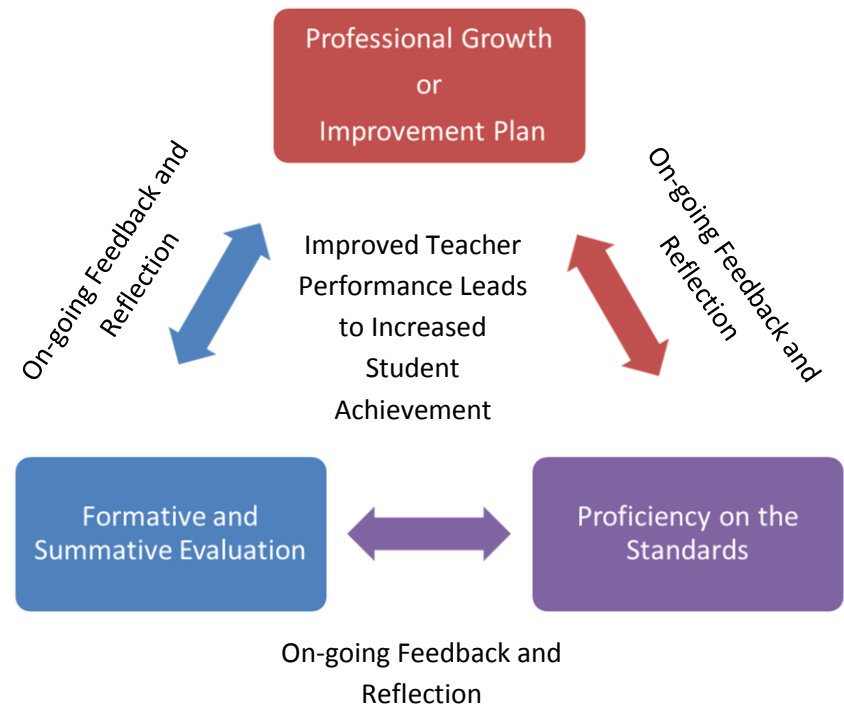 Professional Growth
or
Improvement Plan
On-going Feedback and
Reflection
On-going Feedback and
Reflection
Improved Teacher
Performance Leads
to Increased
Student
Achievement
Formative and
Summative Evaluation
Proficiency on the
Standards
On-going Feedback and
Reflection